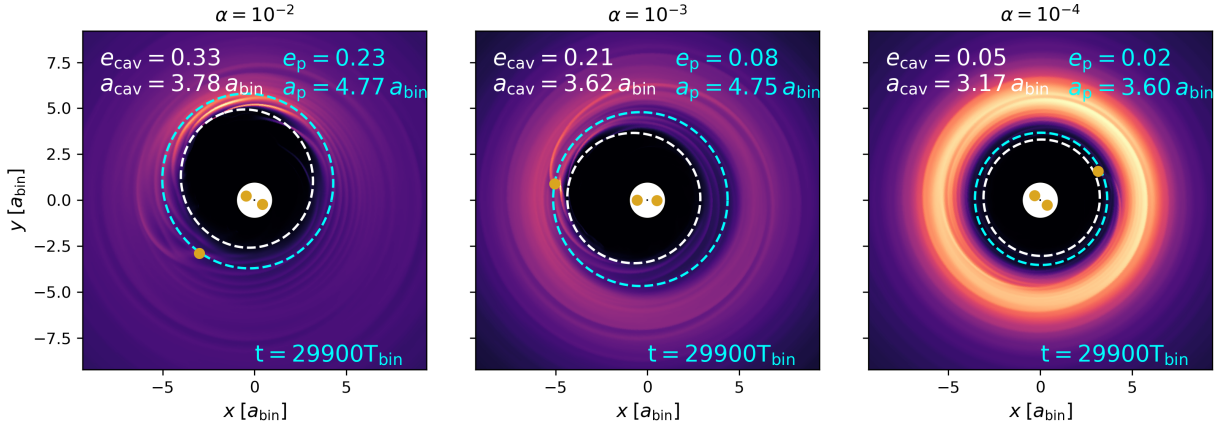 α = 10⁻²
α = 10⁻³
α = 10⁻⁴
e_cav = 0.33 e_p = 0.23
a_cav = 3.78 a_bin a_p = 4.77 a_bin
t = 29900T_bin
e_cav = 0.21 e_p = 0.08
a_cav = 3.62 a_bin a_p = 4.75 a_bin
t = 29900T_bin
e_cav = 0.05 e_p = 0.02
a_cav = 3.17 a_bin a_p = 3.60 a_bin
t = 29900T_bin
y [a_bin]
7.5
5.0
2.5
0.0
−2.5
−5.0
−7.5
−5 0 5
−5 0 5
−5 0 5
x [a_bin]
x [a_bin]
x [a_bin]